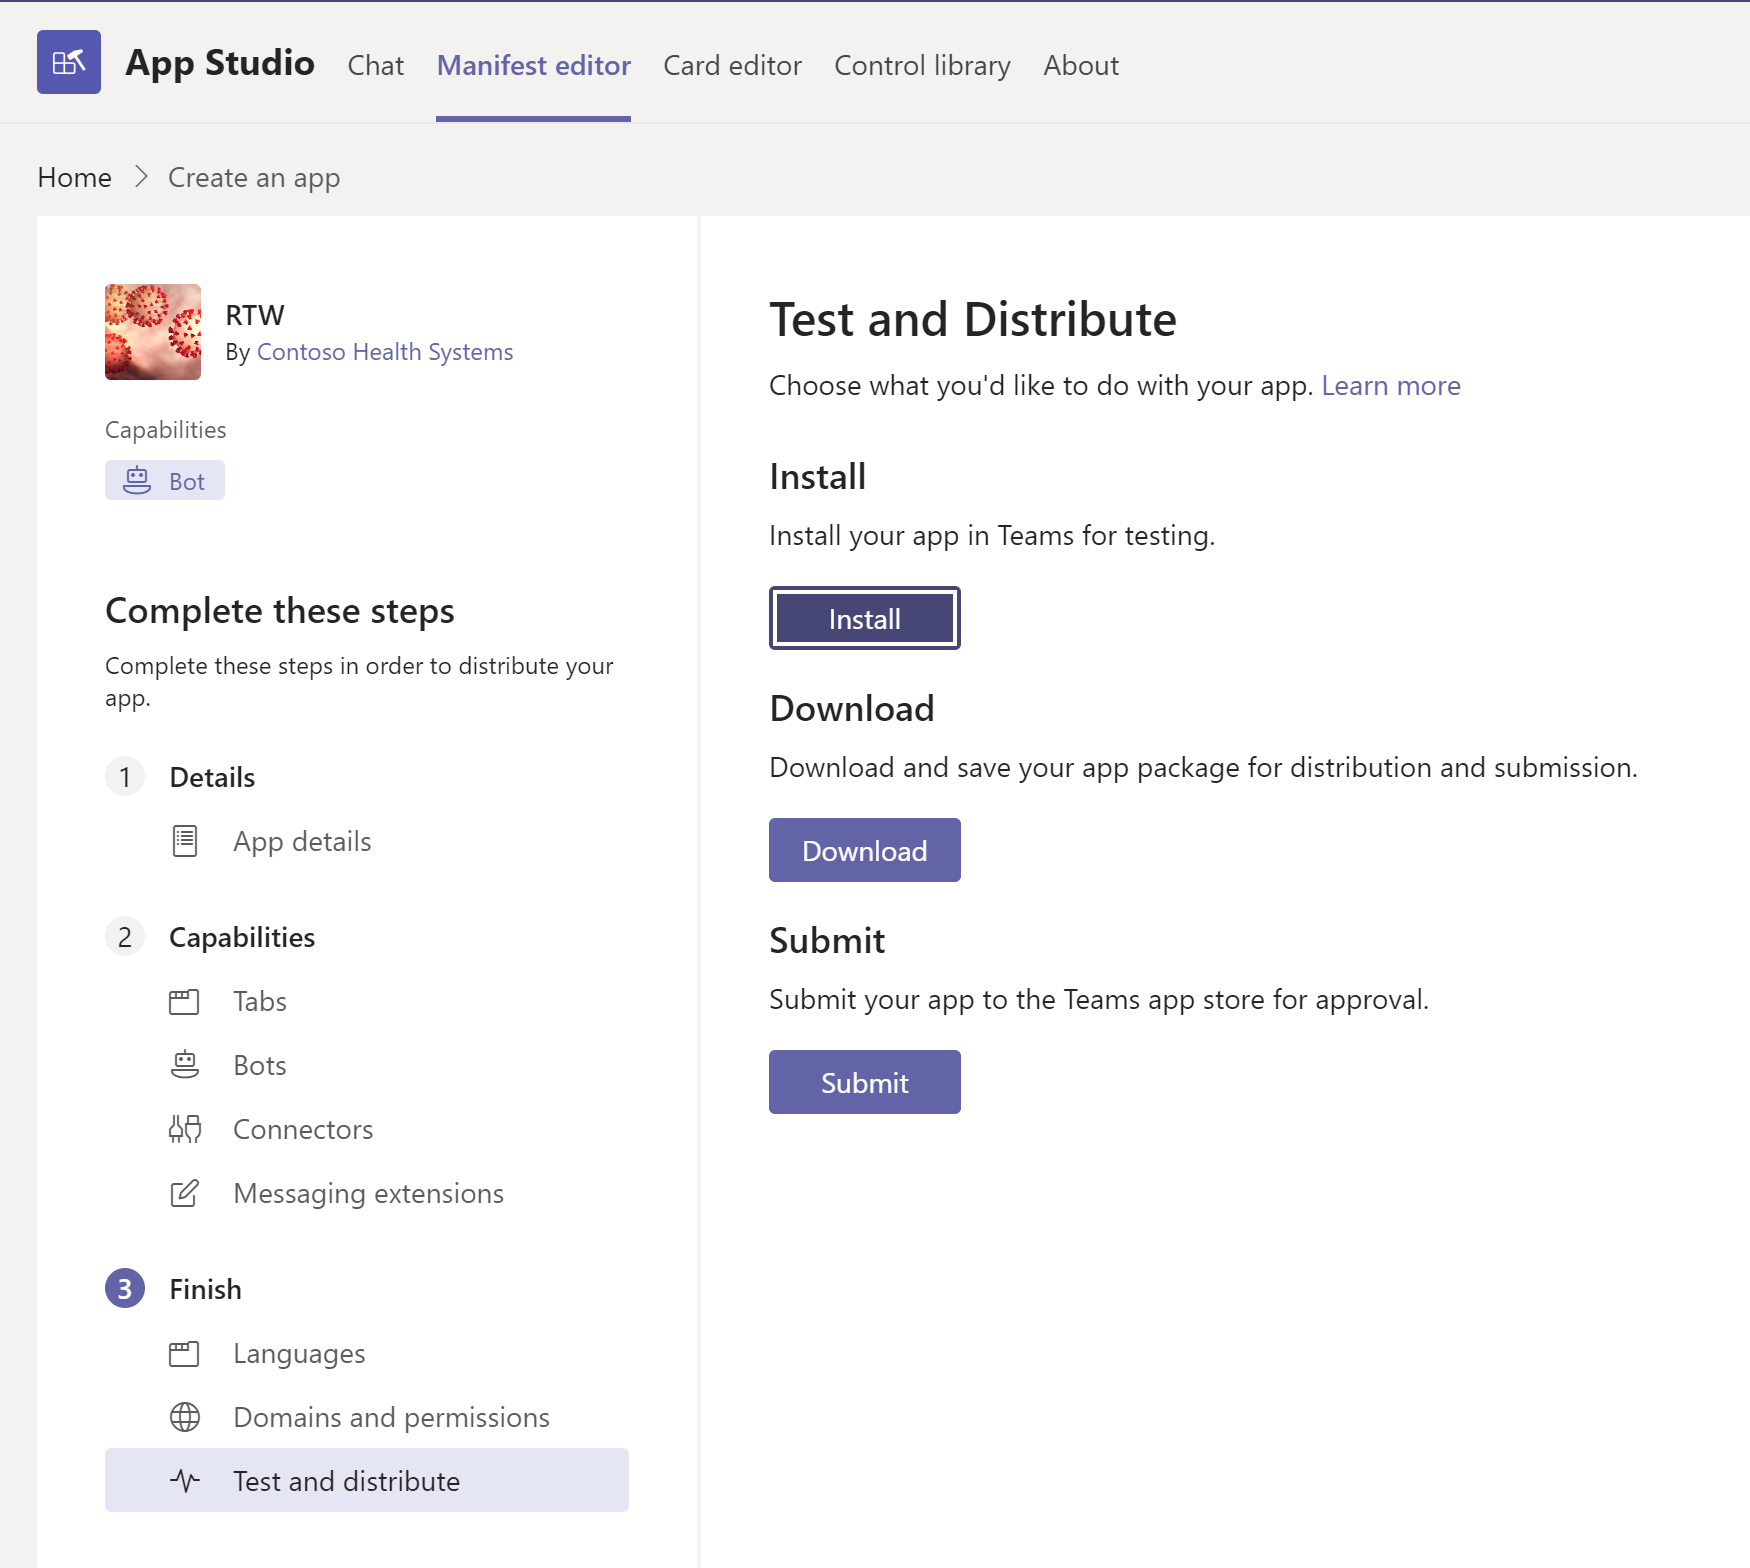 App Studio Chat Manifest editor Card editor Control library About
Home Create an app
RTW
By Contoso Health Systems
Capabilities
Bot
Complete these steps
Complete these steps in order to distribute your
app.
1 Details
App details
2 Capabilities
Tabs
Bots
Connectors
Messaging extensions
3 Finish
Languages
Domains and permissions
Test and distribute
Test and Distribute
Choose what you'd like to do with your app. Learn more
Install
Install your app in Teams for testing.
Install
Download
Download and save your app package for distribution and submission.
Download
Submit
Submit your app to the Teams app store for approval.
Submit